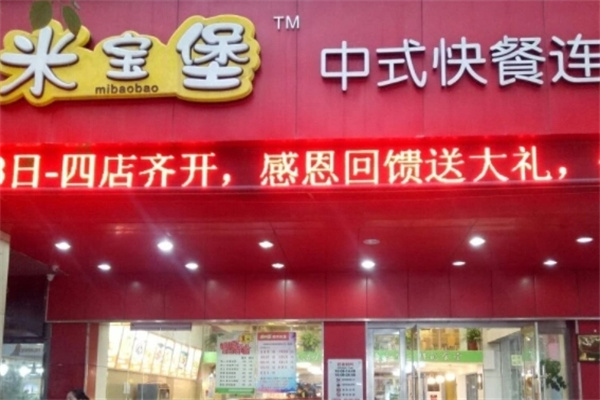 米宝堡 TM
mibaobao
中式快餐连
8日-四店齐开，感恩回馈送大礼，